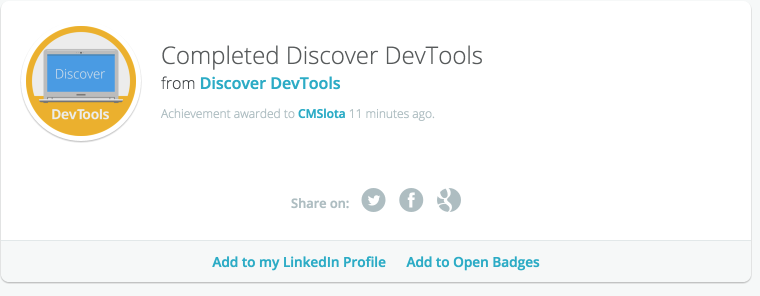 Discover
DevTools
Completed Discover DevTools
from Discover DevTools
Achievement awarded to CMSlota 11 minutes ago.
Share on:
Add to my LinkedIn Profile Add to Open Badges